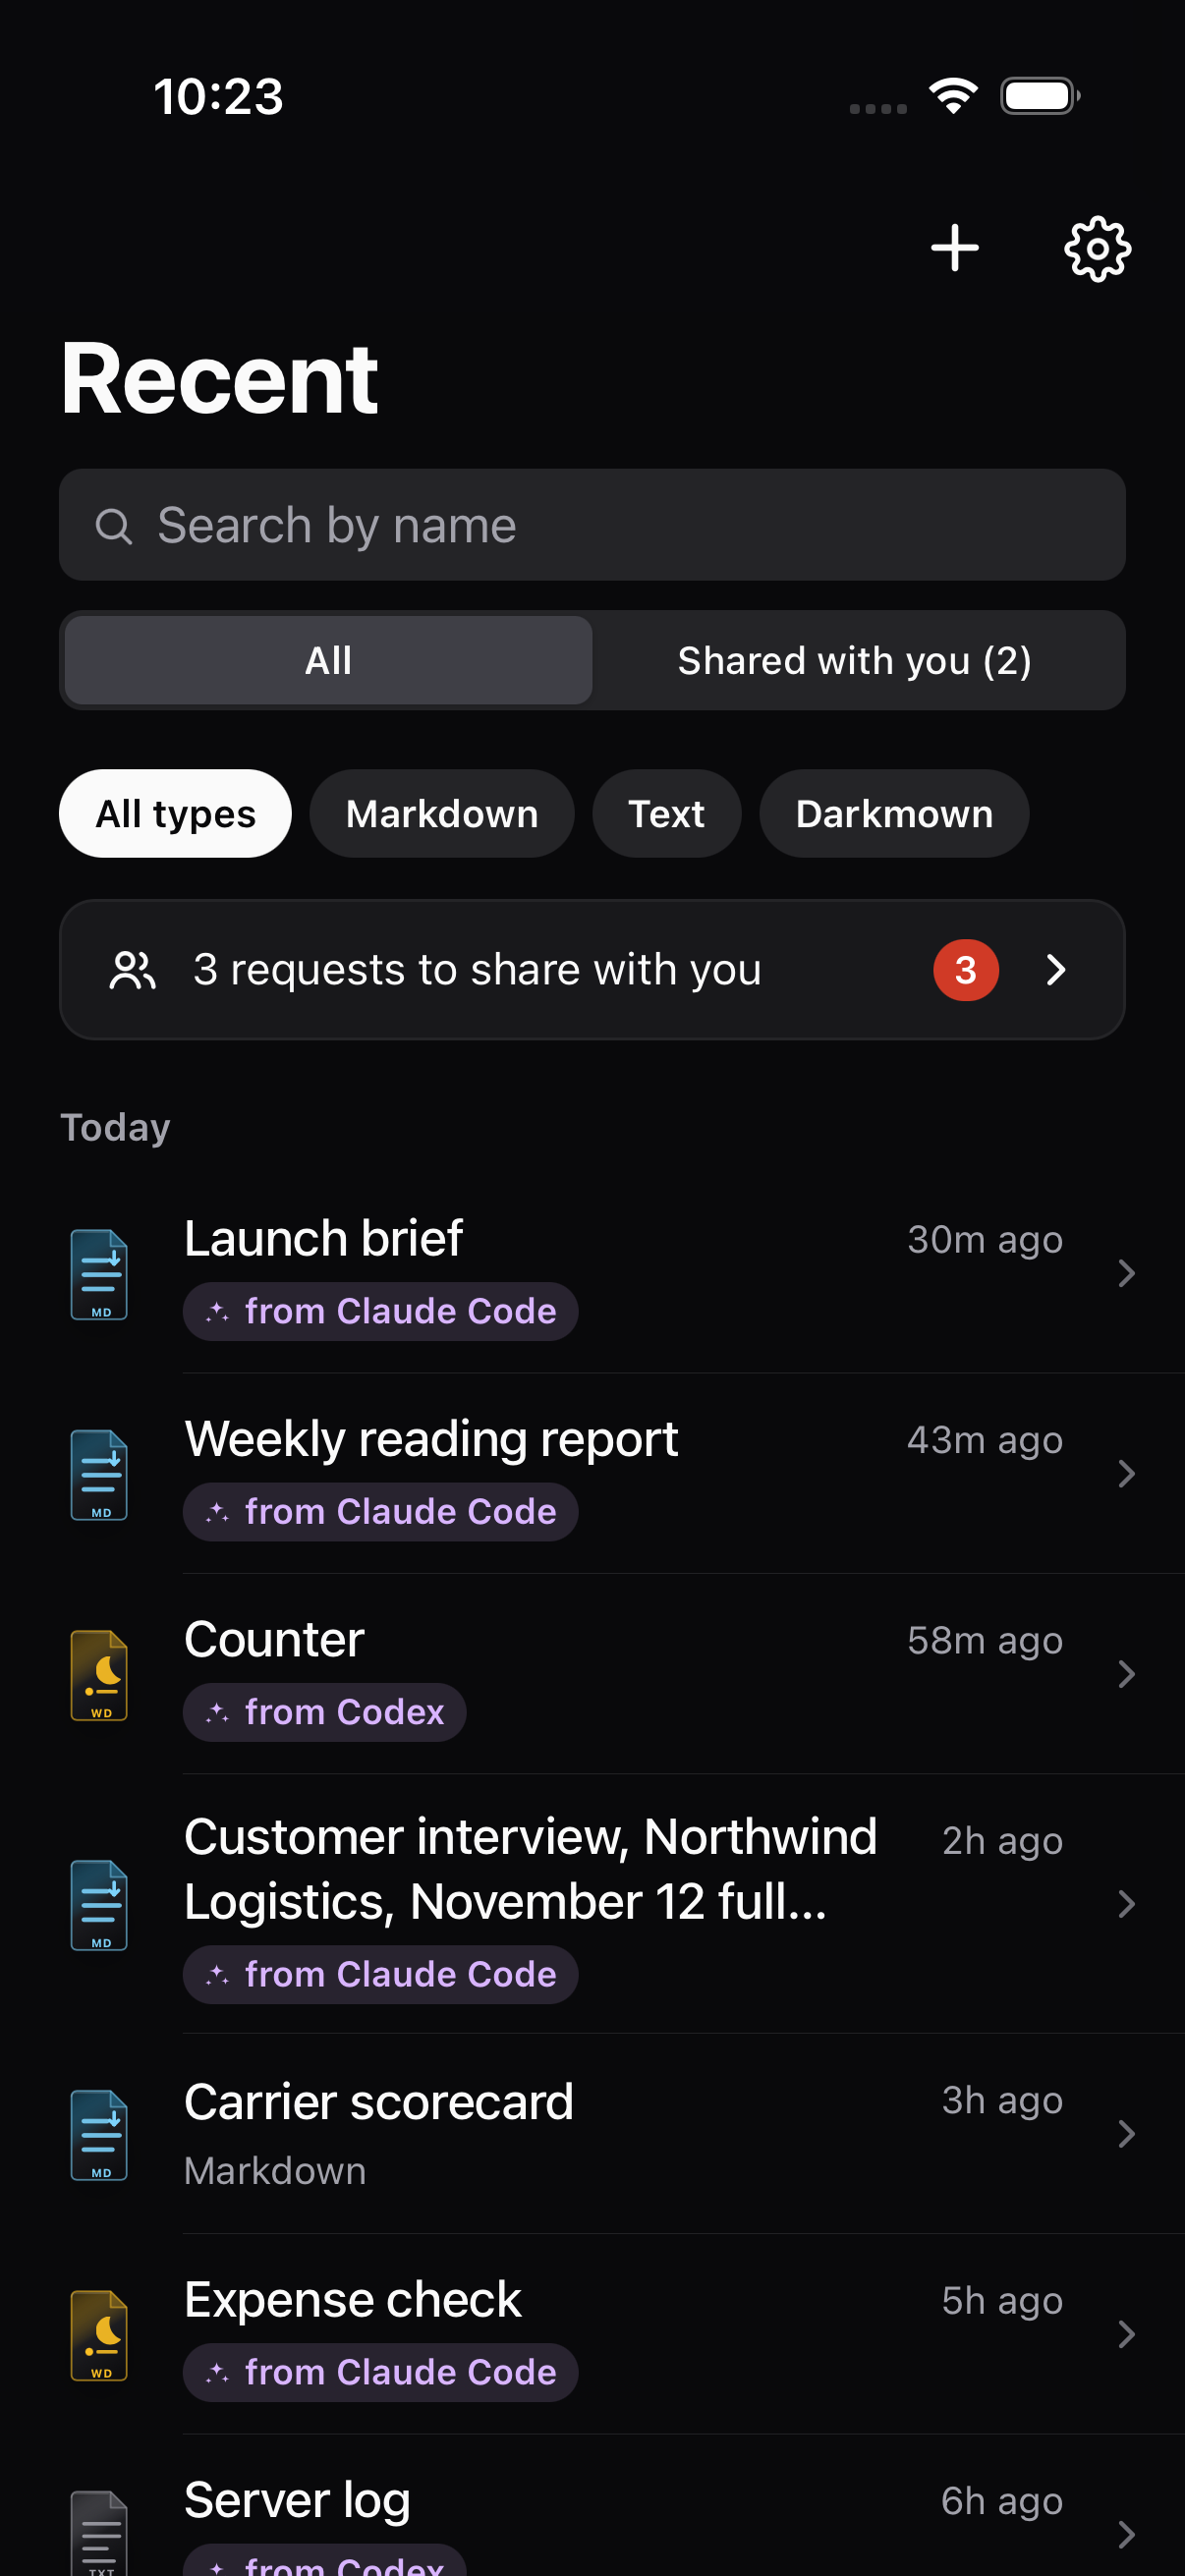 10:23
Recent
Search by name
All
Shared with you (2)
All types
Markdown
Text
Darkmown
3 requests to share with you
3
Today
Launch brief
30m ago
MD
from Claude Code
Weekly reading report
43m ago
MD
from Claude Code
Counter
58m ago
WD
from Codex
Customer interview, Northwind
2h ago
Logistics, November 12 full...
MD
from Claude Code
Carrier scorecard
3h ago
MD
Markdown
Expense check
5h ago
WD
from Claude Code
Server log
6h ago
TXT
from Codex